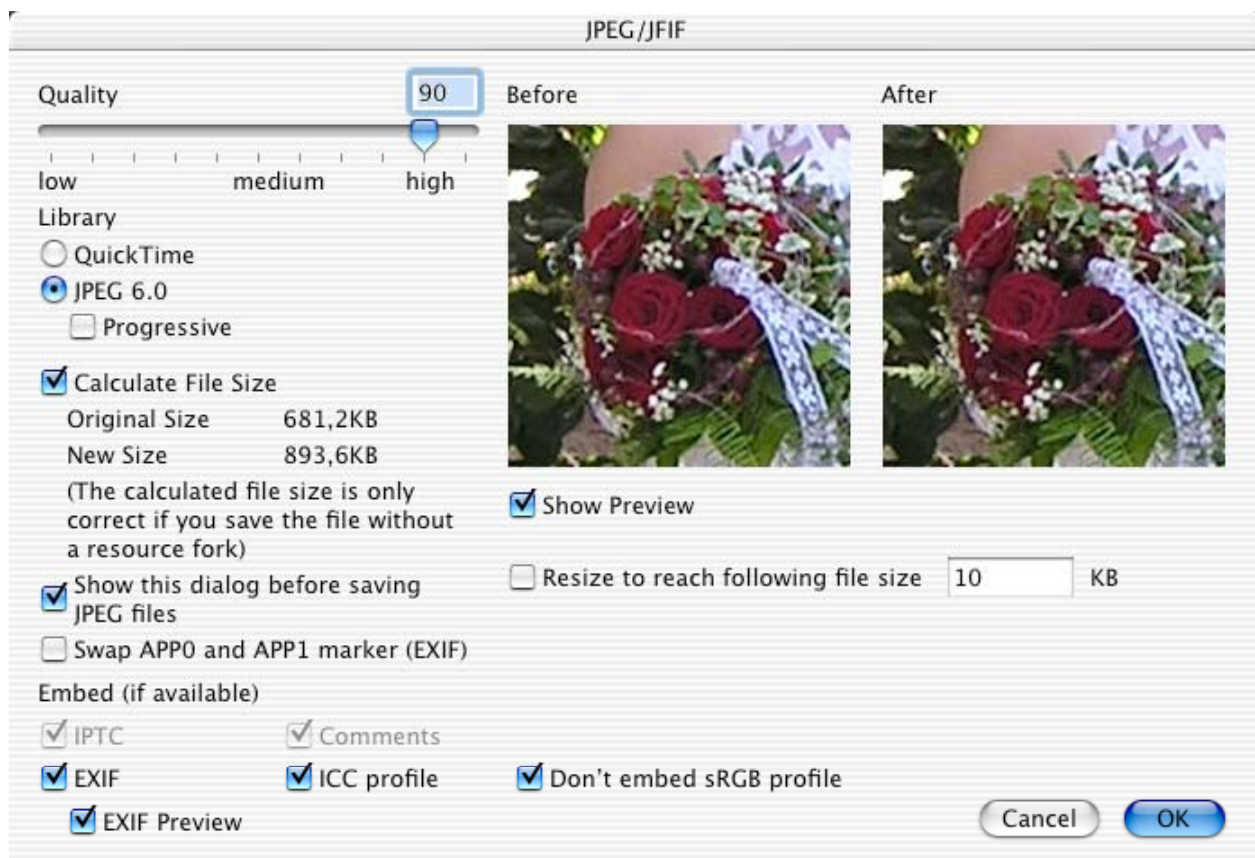 JPEG/JFIF
Quality 90
low medium high
Library
QuickTime
JPEG 6.0
Progressive
Calculate File Size
Original Size 681,2KB
New Size 893,6KB
(The calculated file size is only
correct if you save the file without
a resource fork)
Show this dialog before saving
JPEG files
Swap APP0 and APP1 marker (EXIF)
Embed (if available)
IPTC Comments
EXIF ICC profile Don't embed sRGB profile
EXIF Preview
Before After
Show Preview
Resize to reach following file size 10 KB
Cancel OK